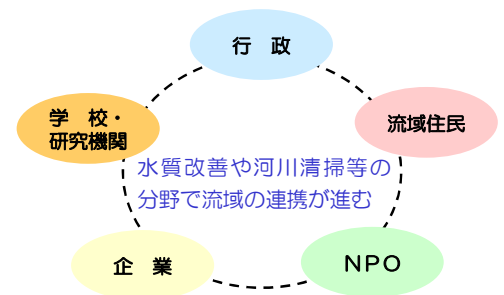 行　政
学　校・
研究機関
流域住民
水質改善や河川清掃等の
分野で流域の連携が進む
企　業
NPO